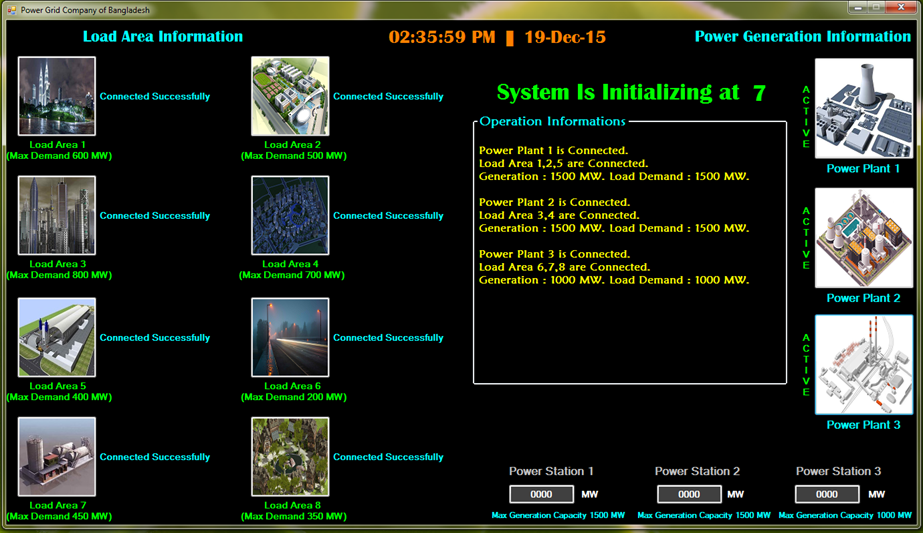 Power Grid Company of Bangladesh
Load Area Information
02:35:59 PM | 19-Dec-15
Power Generation Information
Connected Successfully
Load Area 1
(Max Demand 600 MW)
Connected Successfully
Load Area 2
(Max Demand 500 MW)
Connected Successfully
Load Area 3
(Max Demand 800 MW)
Connected Successfully
Load Area 4
(Max Demand 700 MW)
Connected Successfully
Load Area 5
(Max Demand 400 MW)
Connected Successfully
Load Area 6
(Max Demand 200 MW)
Connected Successfully
Load Area 7
(Max Demand 450 MW)
Connected Successfully
Load Area 8
(Max Demand 350 MW)
System Is Initializing at 7
Operation Informations
Power Plant 1 is Connected.
Load Area 1,2,5 are Connected.
Generation : 1500 MW. Load Demand : 1500 MW.
Power Plant 2 is Connected.
Load Area 3,4 are Connected.
Generation : 1500 MW. Load Demand : 1500 MW.
Power Plant 3 is Connected.
Load Area 6,7,8 are Connected.
Generation : 1000 MW. Load Demand : 1000 MW.
ACTIVE
Power Plant 1
ACTIVE
Power Plant 2
ACTIVE
Power Plant 3
Power Station 1
0000 MW
Max Generation Capacity 1500 MW
Power Station 2
0000 MW
Max Generation Capacity 1500 MW
Power Station 3
0000 MW
Max Generation Capacity 1000 MW